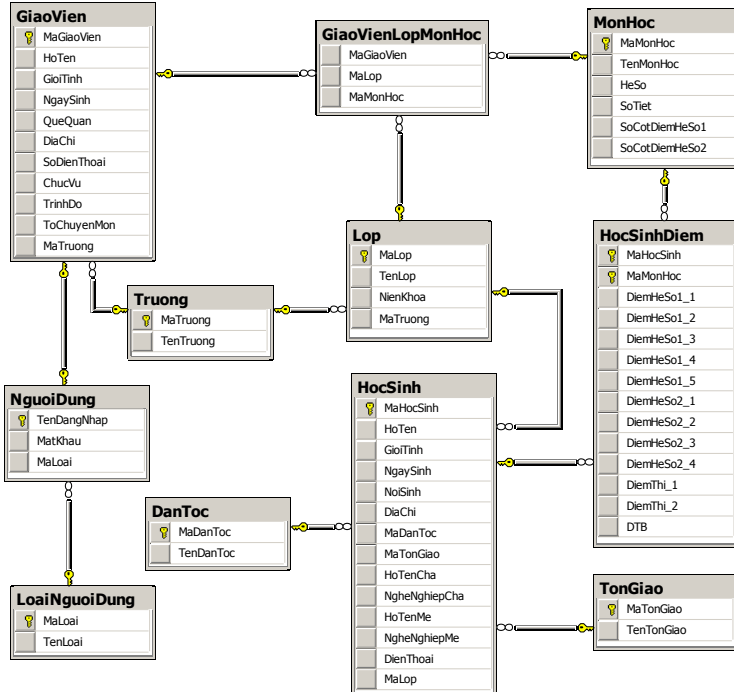 GiaoVien
MaGiaoVien
HoTen
GioiTinh
NgaySinh
QueQuan
DiaChi
SoDienThoai
ChucVu
TrinhDo
ToChuyenMon
MaTruong
GiaoVienLopMonHoc
MaGiaoVien
MaLop
MaMonHoc
MonHoc
MaMonHoc
TenMonHoc
HeSo
SoTiet
SoCotDiemHeSo1
SoCotDiemHeSo2
Lop
MaLop
TenLop
NienKhoa
MaTruong
Truong
MaTruong
TenTruong
HocSinhDiem
MaHocSinh
MaMonHoc
DiemHeSo1_1
DiemHeSo1_2
DiemHeSo1_3
DiemHeSo1_4
DiemHeSo1_5
DiemHeSo2_1
DiemHeSo2_2
DiemHeSo2_3
DiemHeSo2_4
DiemThi_1
DiemThi_2
DTB
NguoiDung
TenDangNhap
MatKhau
MaLoai
HocSinh
MaHocSinh
HoTen
GioiTinh
NgaySinh
NoiSinh
DiaChi
MaDanToc
MaTonGiao
HoTenCha
NgheNghiepCha
HoTenMe
NgheNghiepMe
DienThoai
MaLop
DanToc
MaDanToc
TenDanToc
LoaiNguoiDung
MaLoai
TenLoai
TonGiao
MaTonGiao
TenTonGiao